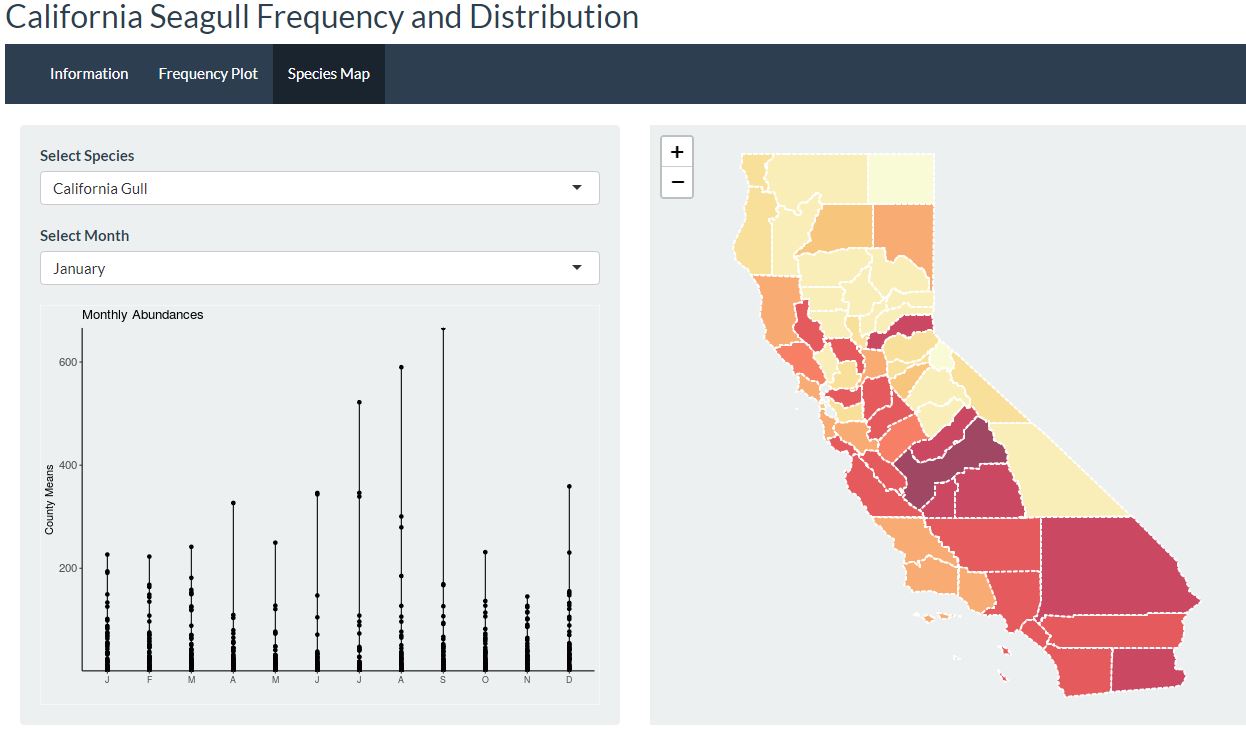 California Seagull Frequency and Distribution
Information Frequency Plot Species Map
Select Species
California Gull
Select Month
January
Monthly Abundances
County Means
600
400
200
J F M A M J J A S O N D
+
−